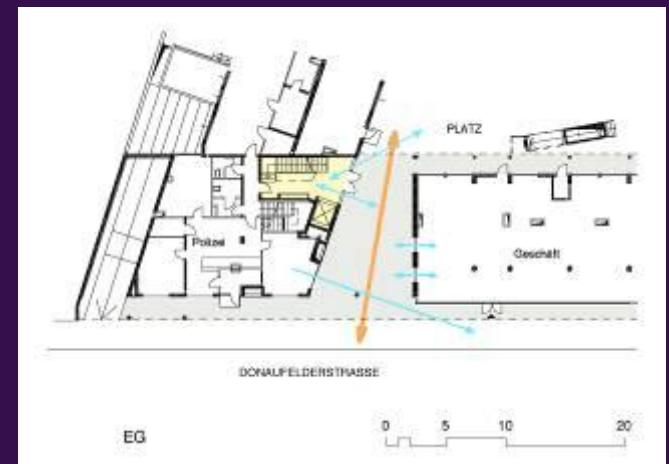 PLATZ
Polizei
Geschäft
DONAUFELDERSTRASSE
EG
0 5 10 20